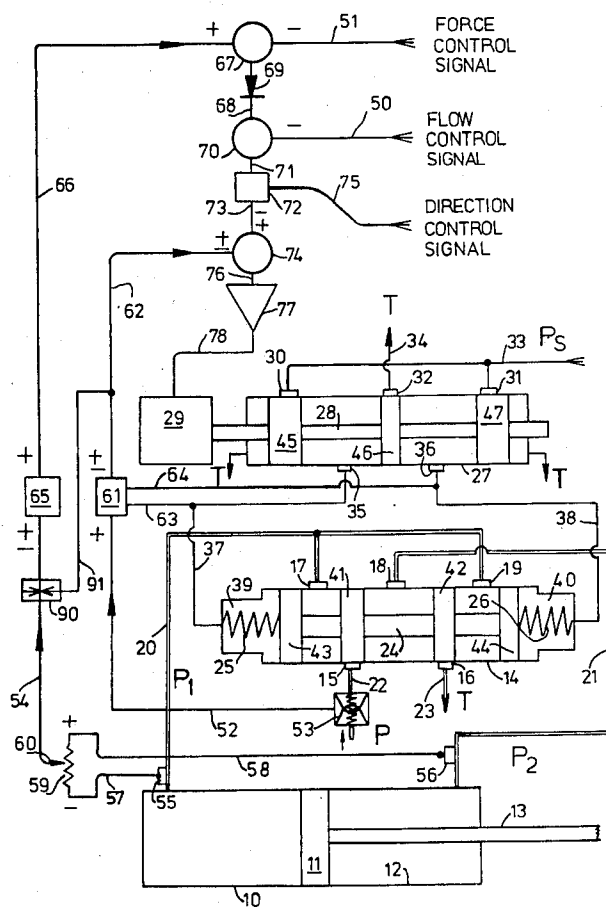 + − 51 FORCE
CONTROL
SIGNAL
67 69
68 50
− FLOW
CONTROL
SIGNAL
70
71 75
66 72
73 − DIRECTION
CONTROL
SIGNAL
± +
74
76
62 77
T
34 PS
78 33
30 32 31
29 28 47
45 46 36
+ ± 64 T 27 T
65 61 63 35
± + 37 38
91 17 41 18 42 19
90 39 40
26
20 25 43 24 44
15 16 14
54 22 23 21
P1 52 53 T
P
60 + 58 56 P2
59 − 57 55
13
11
10 12